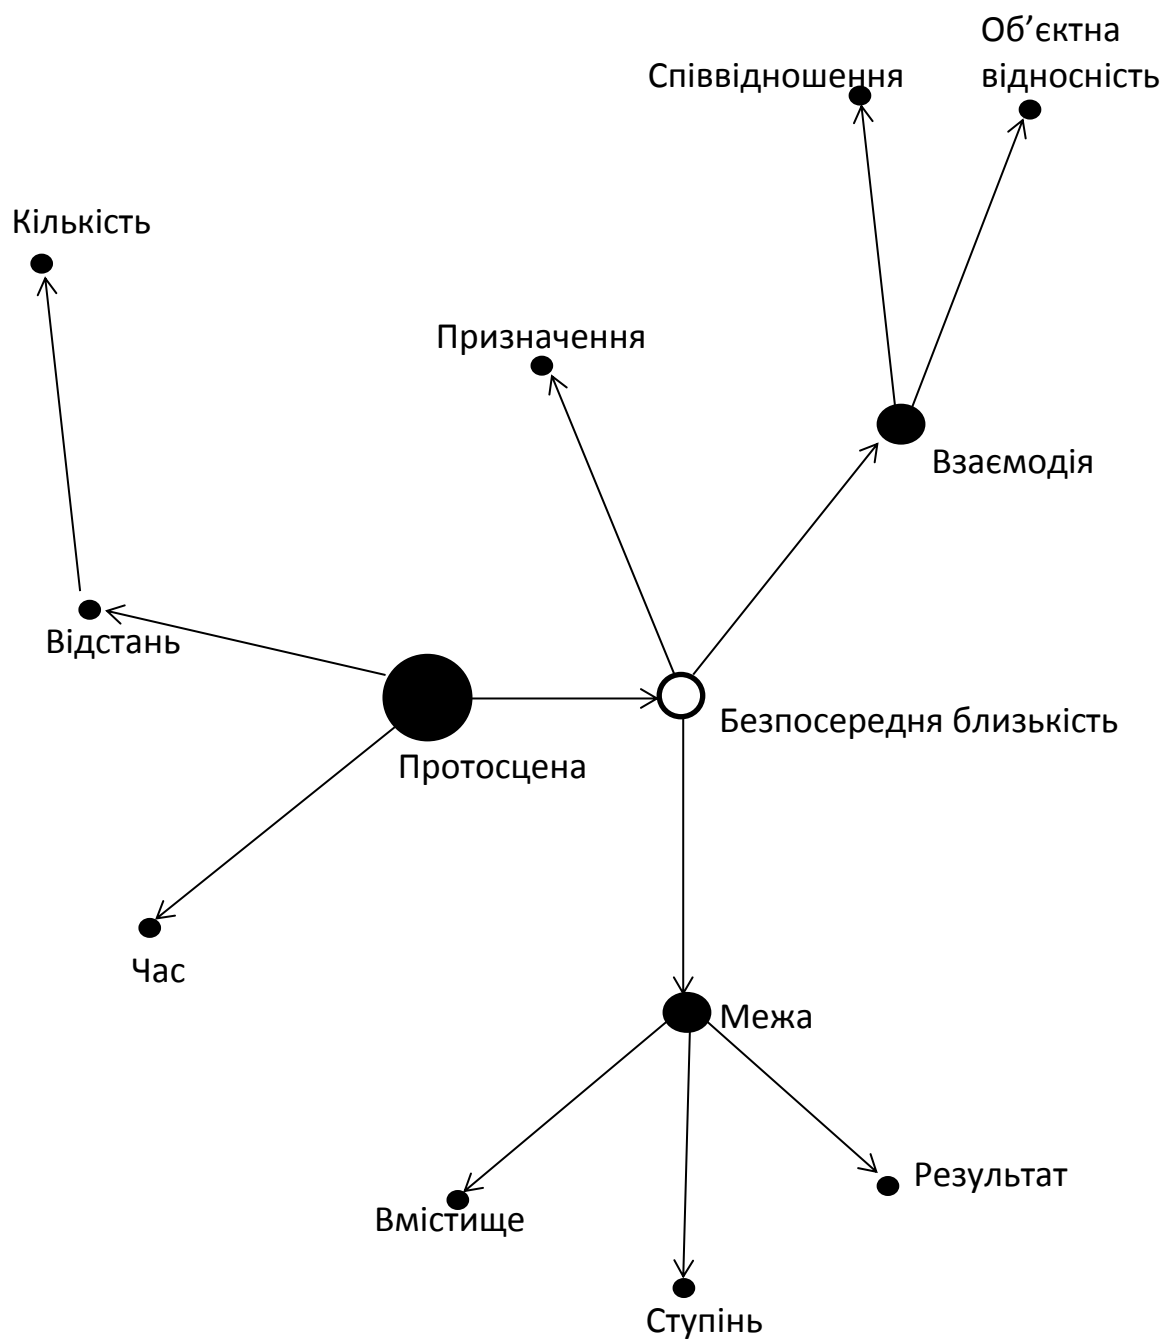 Об’єктна
відносність
Співвідношення
Кількість
Призначення
Взаємодія
Відстань
Безпосередня близькість
Протосцена
Час
Межа
Результат
Вмістище
Ступінь